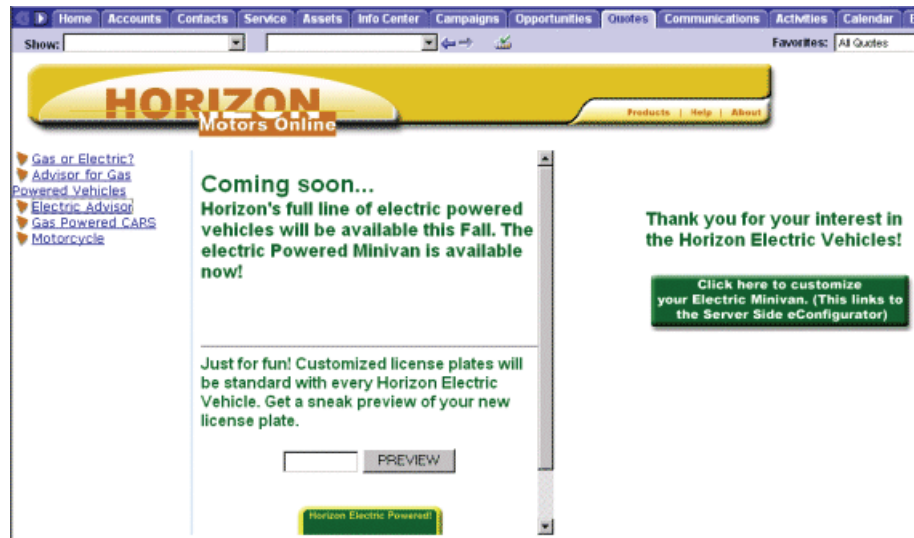 Home Accounts Contacts Service Assets Info Center Campaigns Opportunities Quotes Communications Activities Calendar
Show: Favorites: All Quotes
HORIZON
Motors Online
Products | Help | About
Gas or Electric?
Advisor for Gas
Powered Vehicles
Electric Advisor
Gas Powered CARS
Motorcycle
Coming soon...
Horizon's full line of electric powered
vehicles will be available this Fall. The
electric Powered Minivan is available
now!
Just for fun! Customized license plates will
be standard with every Horizon Electric
Vehicle. Get a sneak preview of your new
license plate.
PREVIEW
Horizon Electric Powered!
Thank you for your interest in
the Horizon Electric Vehicles!
Click here to customize
your Electric Minivan. (This links to
the Server Side eConfigurator)